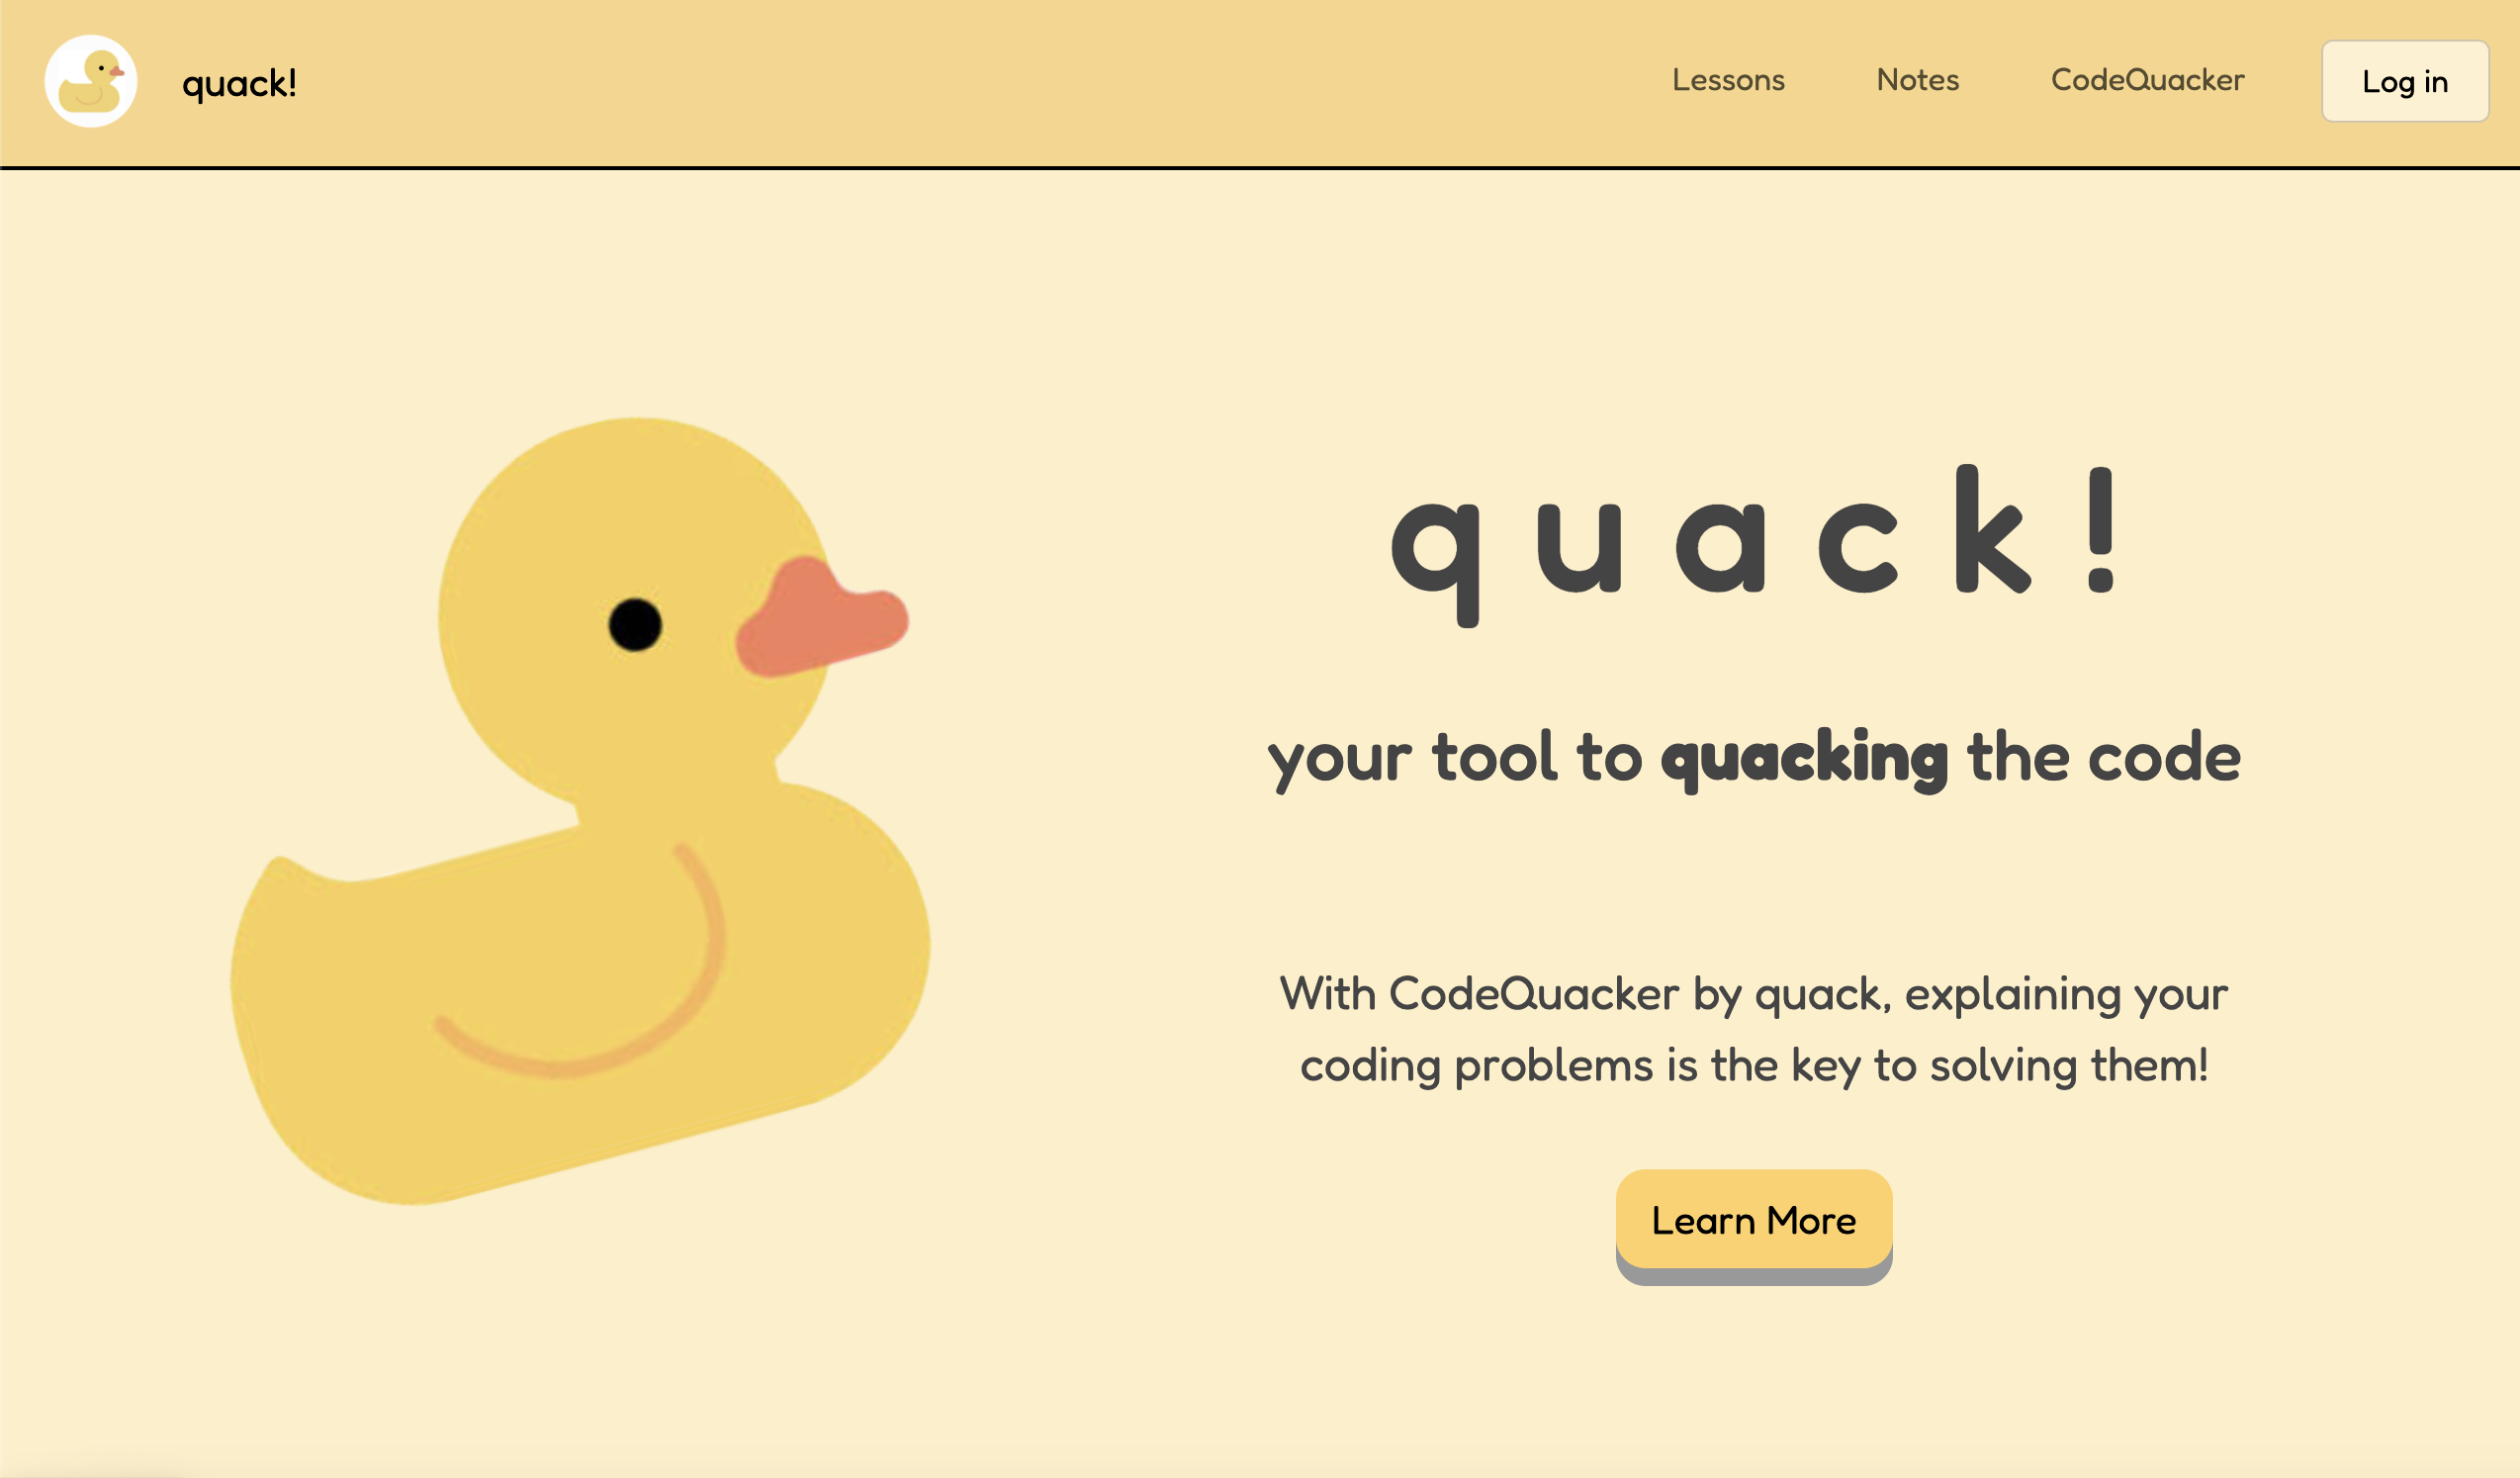 quack!
Lessons
Notes
CodeQuacker
Log in
quack!
your tool to quacking the code
With CodeQuacker by quack, explaining your
coding problems is the key to solving them!
Learn More